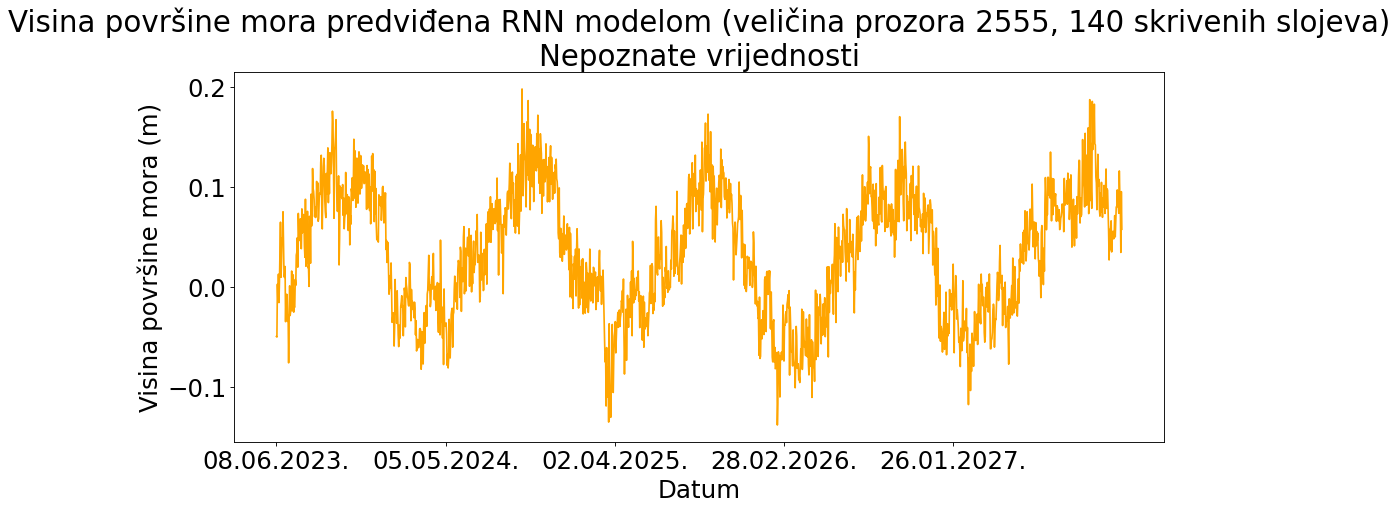 Visina površine mora predviđena RNN modelom (veličina prozora 2555, 140 skrivenih slojeva)
Nepoznate vrijednosti
Visina površine mora (m)
0.2
0.1
0.0
−0.1
08.06.2023. 05.05.2024. 02.04.2025. 28.02.2026. 26.01.2027.
Datum